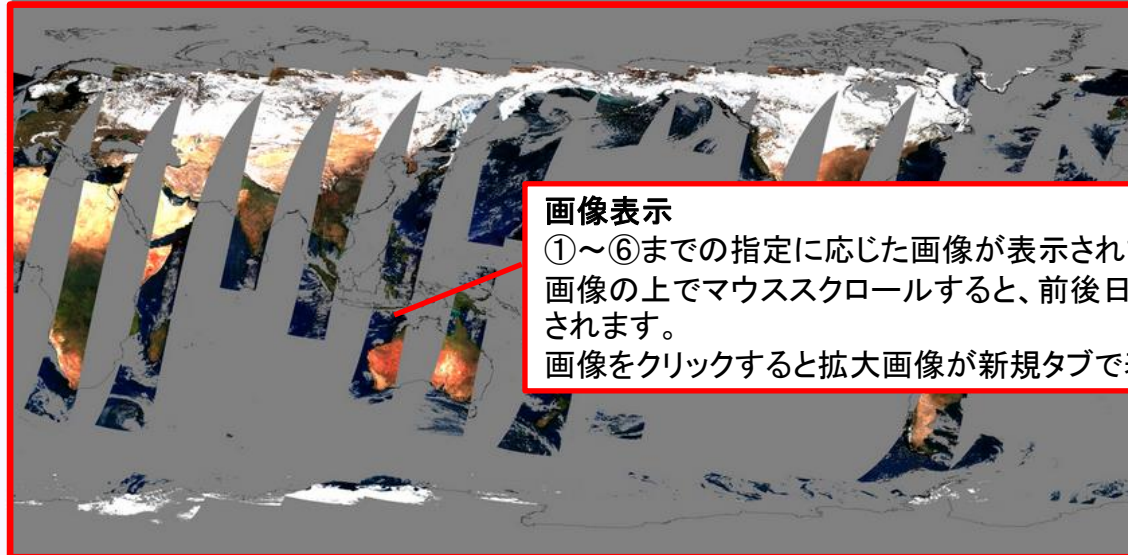 画像表示
①～⑥までの指定に応じた画像が表示され
画像の上でマウススクロールすると、前後日
されます。
画像をクリックすると拡大画像が新規タブで